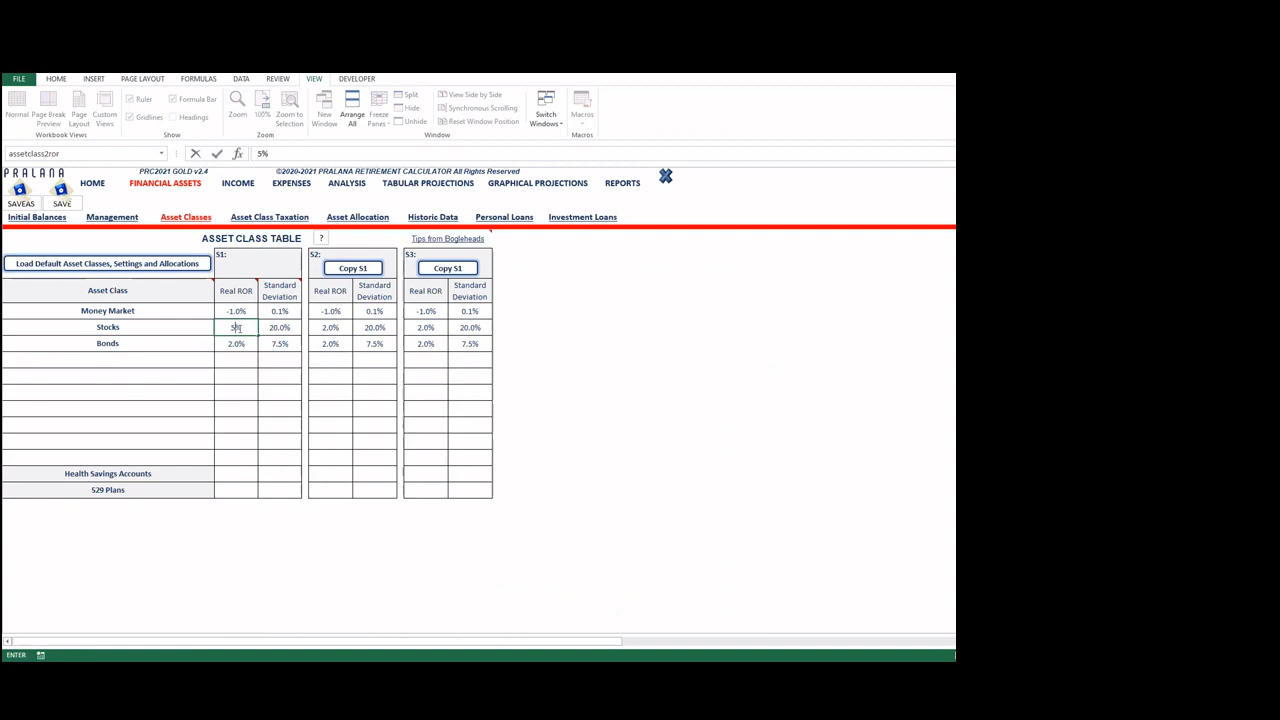 FILE HOME INSERT PAGE LAYOUT FORMULAS DATA REVIEW VIEW DEVELOPER
Normal Page Break Preview Page Layout Custom Views
Ruler Formula Bar
Gridlines Headings
Zoom 100% Zoom to Selection
New Window Arrange All Freeze Panes
Split
Hide
Unhide
View Side by Side
Synchronous Scrolling
Reset Window Position
Switch Windows Macros
Workbook Views Show Zoom Window Macros
assetclass2ror fx 5%
PRALANA PRC2021 GOLD v2.4 ©2020-2021 PRALANA RETIREMENT CALCULATOR All Rights Reserved
HOME FINANCIAL ASSETS INCOME EXPENSES ANALYSIS TABULAR PROJECTIONS GRAPHICAL PROJECTIONS REPORTS
SAVEAS SAVE
Initial Balances Management Asset Classes Asset Class Taxation Asset Allocation Historic Data Personal Loans Investment Loans
ASSET CLASS TABLE ? Tips from Bogleheads
S1: S2: S3:
Load Default Asset Classes, Settings and Allocations Copy S1 Copy S1
Asset Class Real ROR Standard Deviation Real ROR Standard Deviation Real ROR Standard Deviation
Money Market -1.0% 0.1% -1.0% 0.1% -1.0% 0.1%
Stocks 5% 20.0% 2.0% 20.0% 2.0% 20.0%
Bonds 2.0% 7.5% 2.0% 7.5% 2.0% 7.5%
Health Savings Accounts
529 Plans
ENTER